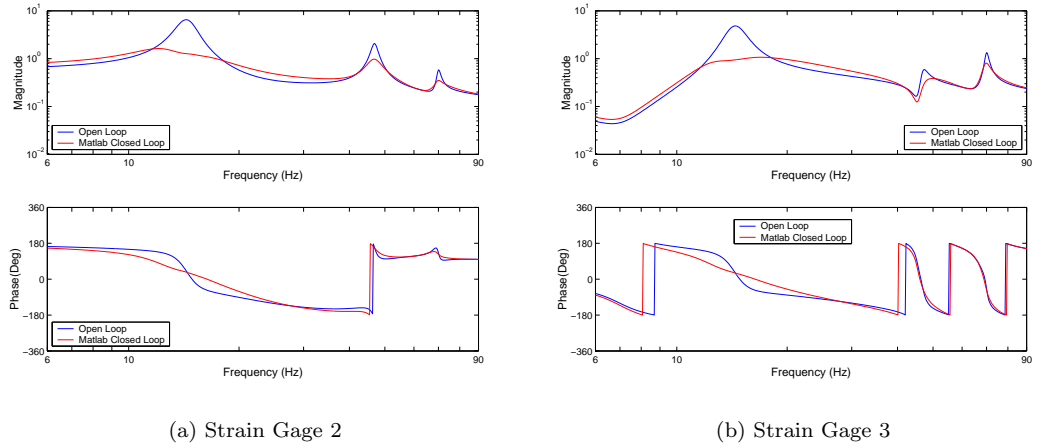 10^1
10^0
10^-1
10^-2
Magnitude
Open Loop
Matlab Closed Loop
6 10 90
Frequency (Hz)
360
180
0
−180
−360
Phase(Deg)
Open Loop
Matlab Closed Loop
6 10 90
Frequency (Hz)
(a) Strain Gage 2
10^1
10^0
10^-1
10^-2
Magnitude
Open Loop
Matlab Closed Loop
6 10 90
Frequency (Hz)
360
180
0
−180
−360
Phase(Deg)
Open Loop
Matlab Closed Loop
6 10 90
Frequency (Hz)
(b) Strain Gage 3